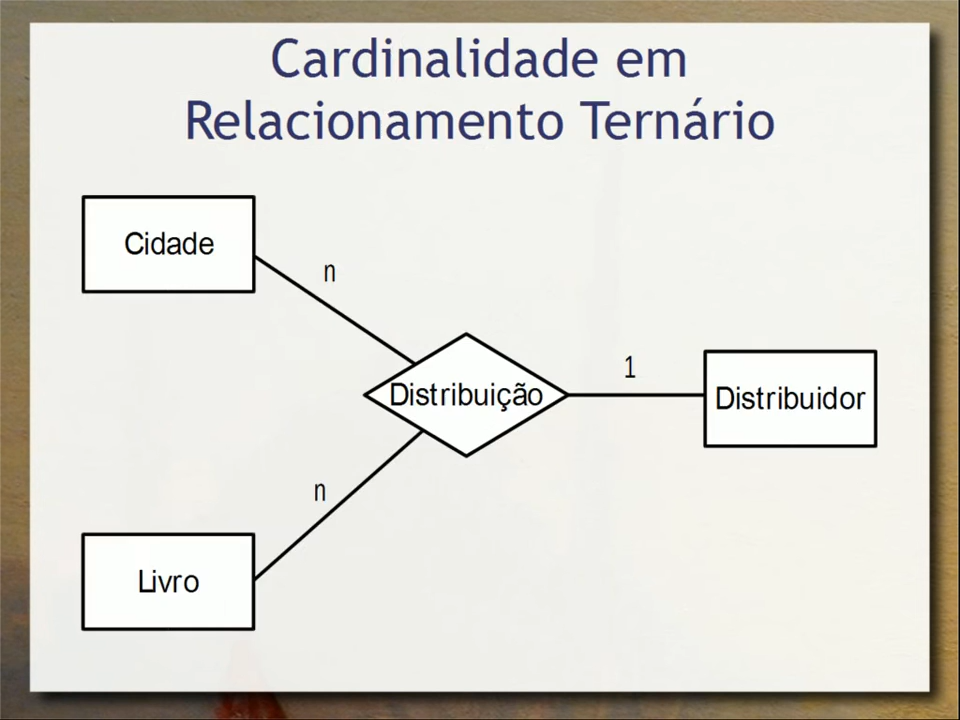 Cardinalidade em
Relacionamento Ternário
Cidade
n
Distribuição
1
Distribuidor
n
Livro